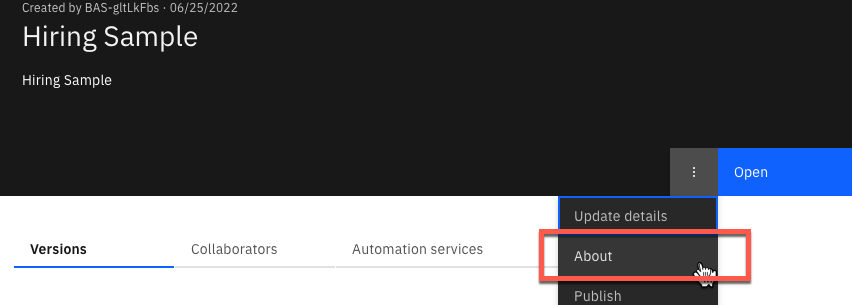 Created by BAS-gltLkFbs · 06/25/2022
Hiring Sample
Hiring Sample
Open
Update details
Versions
Collaborators
Automation services
About
Publish